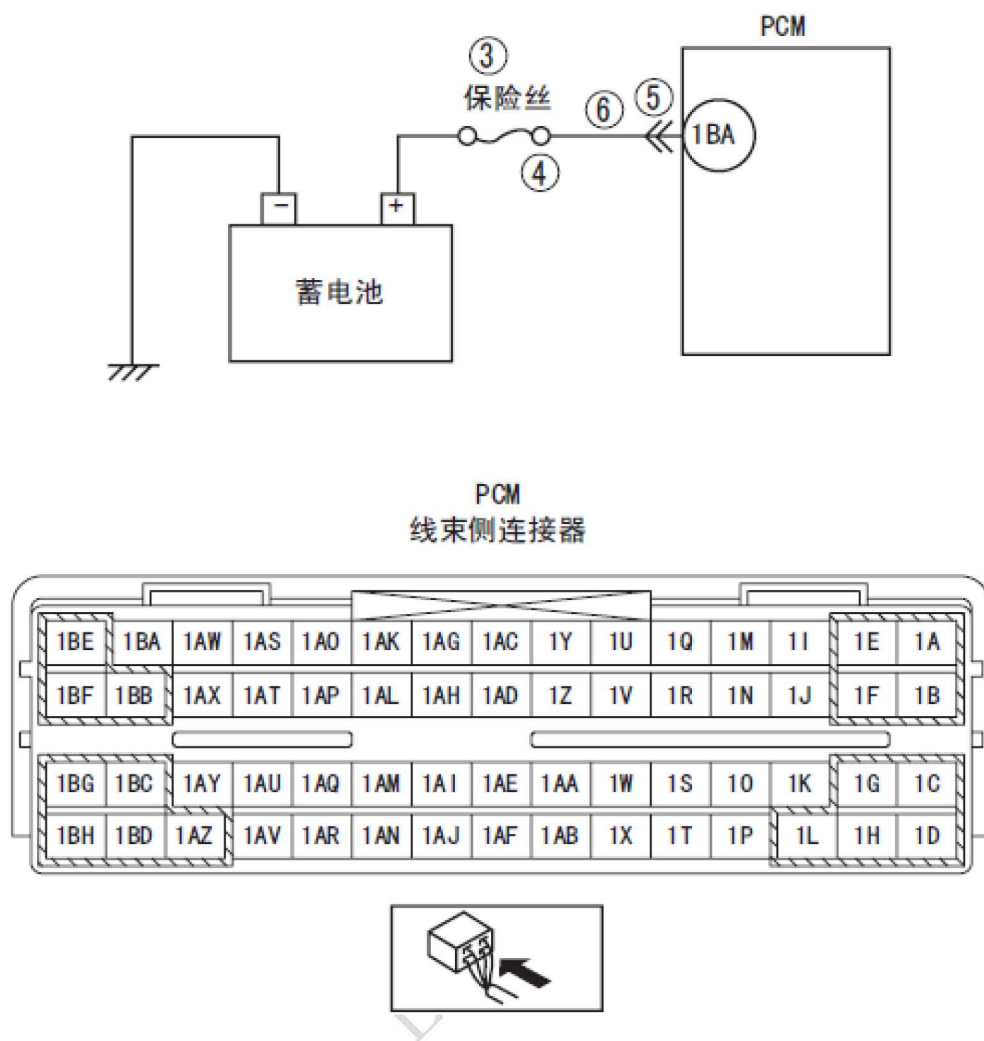 PCM
③
保险丝
⑥
⑤
1BA
④
−
+
蓄电池
PCM
线束侧连接器
1BE 1BA 1AW 1AS 1AO 1AK 1AG 1AC 1Y 1U 1Q 1M 1I 1E 1A
1BF 1BB 1AX 1AT 1AP 1AL 1AH 1AD 1Z 1V 1R 1N 1J 1F 1B
1BG 1BC 1AY 1AU 1AQ 1AM 1AI 1AE 1AA 1W 1S 1O 1K 1G 1C
1BH 1BD 1AZ 1AV 1AR 1AN 1AJ 1AF 1AB 1X 1T 1P 1L 1H 1D